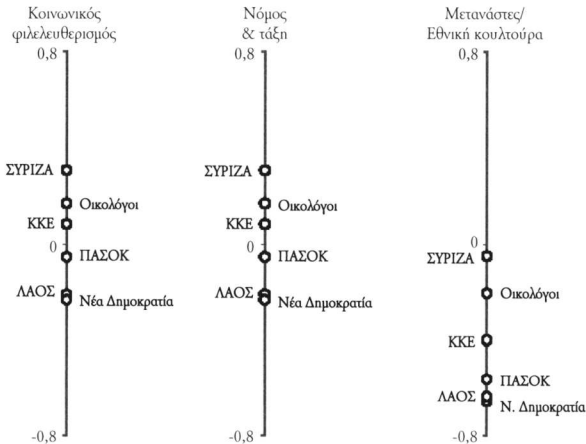 Κοινωνικός
φιλελευθερισμός
0,8
ΣΥΡΙΖΑ
Οικολόγοι
ΚΚΕ
0
ΠΑΣΟΚ
ΛΑΟΣ
Νέα Δημοκρατία
-0,8
Νόμος
& τάξη
0,8
ΣΥΡΙΖΑ
Οικολόγοι
ΚΚΕ
0
ΠΑΣΟΚ
ΛΑΟΣ
Νέα Δημοκρατία
-0,8
Μετανάστες/
Εθνική κουλτούρα
0,8
0
ΣΥΡΙΖΑ
Οικολόγοι
ΚΚΕ
ΠΑΣΟΚ
ΛΑΟΣ
Ν. Δημοκρατία
-0,8